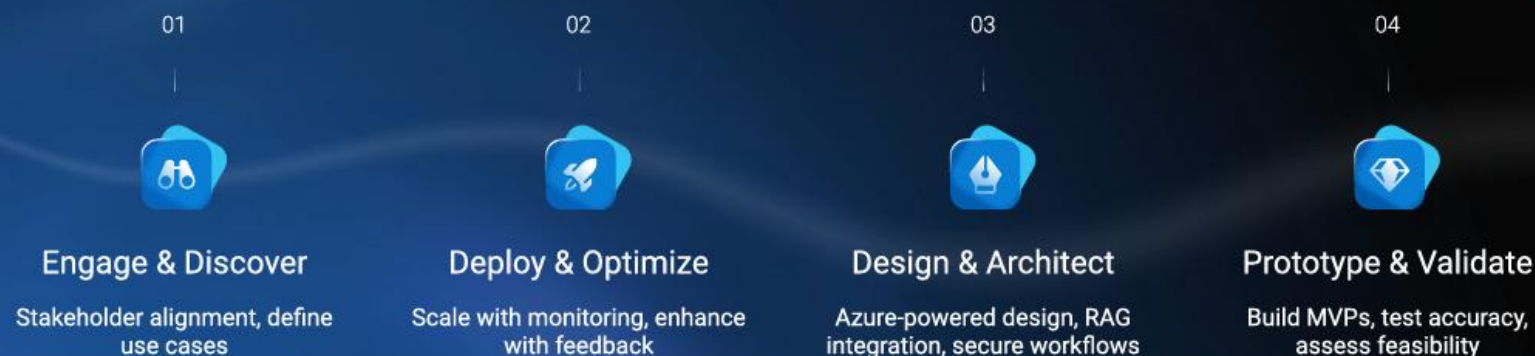 01
02
03
04
Engage & Discover
Stakeholder alignment, define
use cases
Deploy & Optimize
Scale with monitoring, enhance
with feedback
Design & Architect
Azure-powered design, RAG
integration, secure workflows
Prototype & Validate
Build MVPs, test accuracy,
assess feasibility